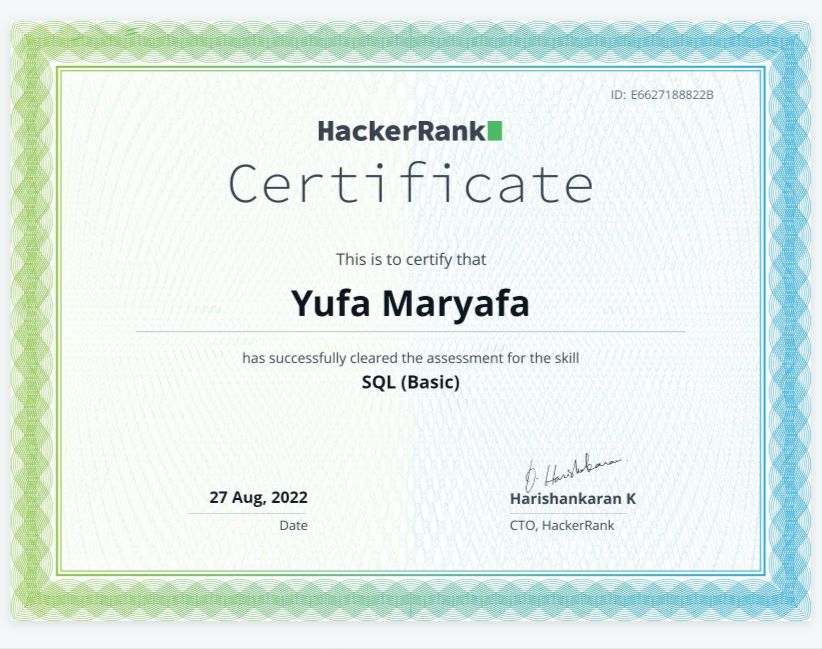 ID: E6627188822B
HackerRank
Certificate
This is to certify that
Yufa Maryafa
has successfully cleared the assessment for the skill
SQL (Basic)
27 Aug, 2022
Date
Harishankaran K
CTO, HackerRank